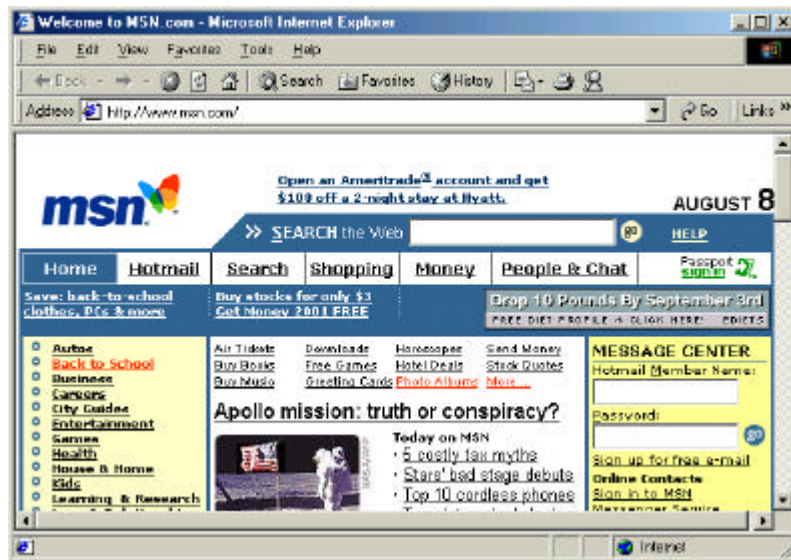 Welcome to MSN.com - Microsoft Internet Explorer
File Edit View Favorites Tools Help
Back Search Favorites History
Address http://www.msn.com/ Go Links »
msn
Open an Ameritrade account and get
$100 off a 2-night stay at Hyatt.
AUGUST 8
>> SEARCH the Web go HELP
Home Hotmail Search Shopping Money People & Chat Passport sign in
Save: back-to-school
clothes, PCs & more
Buy stocks for only $3
Get Money 2001 FREE
Drop 10 Pounds By September 3rd
FREE DIET PROFILE CLICK HERE! EDIETS
Autos
Back to School
Business
Careers
City Guides
Entertainment
Games
Health
House & Home
Kids
Learning & Research
Air Tickets Downloads Horoscopes Send Money
Buy Books Free Games Hotel Deals Stock Quotes
Buy Music Greeting Cards Photo Albums More...
Apollo mission: truth or conspiracy?
Today on MSN
· 5 costly tax myths
· Stars' bad stage debuts
· Top 10 cordless phones
MESSAGE CENTER
Hotmail Member Name:
Password:
go
Sign up for free e-mail
Online Contacts
Sign in to MSN
Messenger Service
Internet